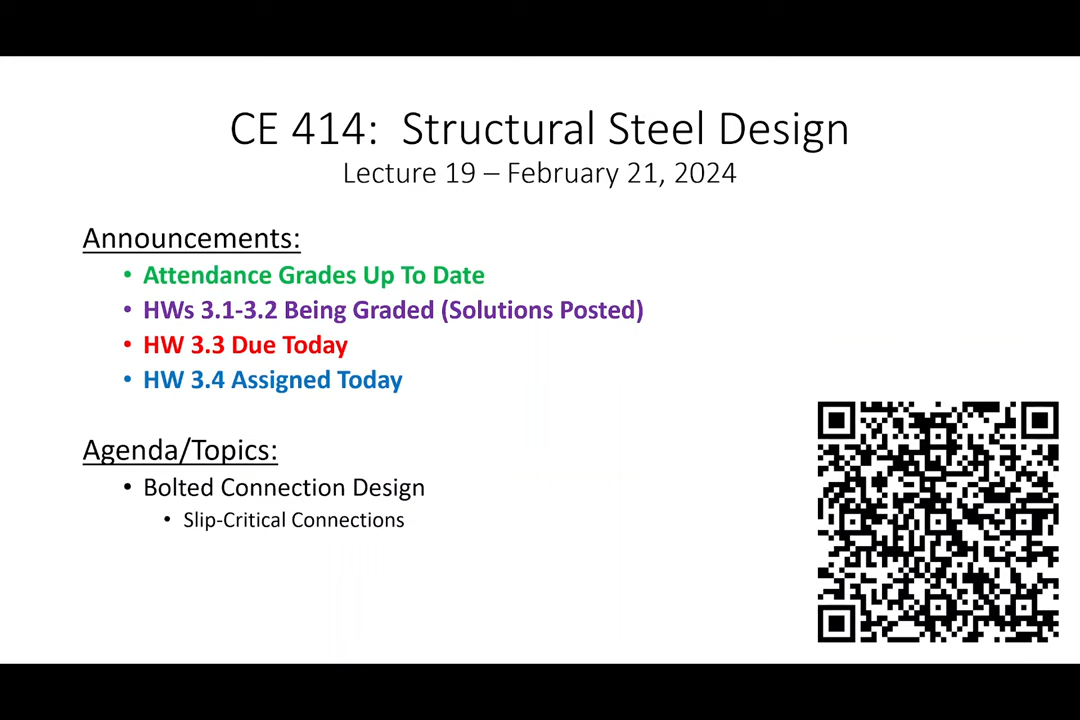 CE 414: Structural Steel Design
Lecture 19 – February 21, 2024
Announcements:
• Attendance Grades Up To Date
• HWs 3.1-3.2 Being Graded (Solutions Posted)
• HW 3.3 Due Today
• HW 3.4 Assigned Today
Agenda/Topics:
• Bolted Connection Design
• Slip-Critical Connections